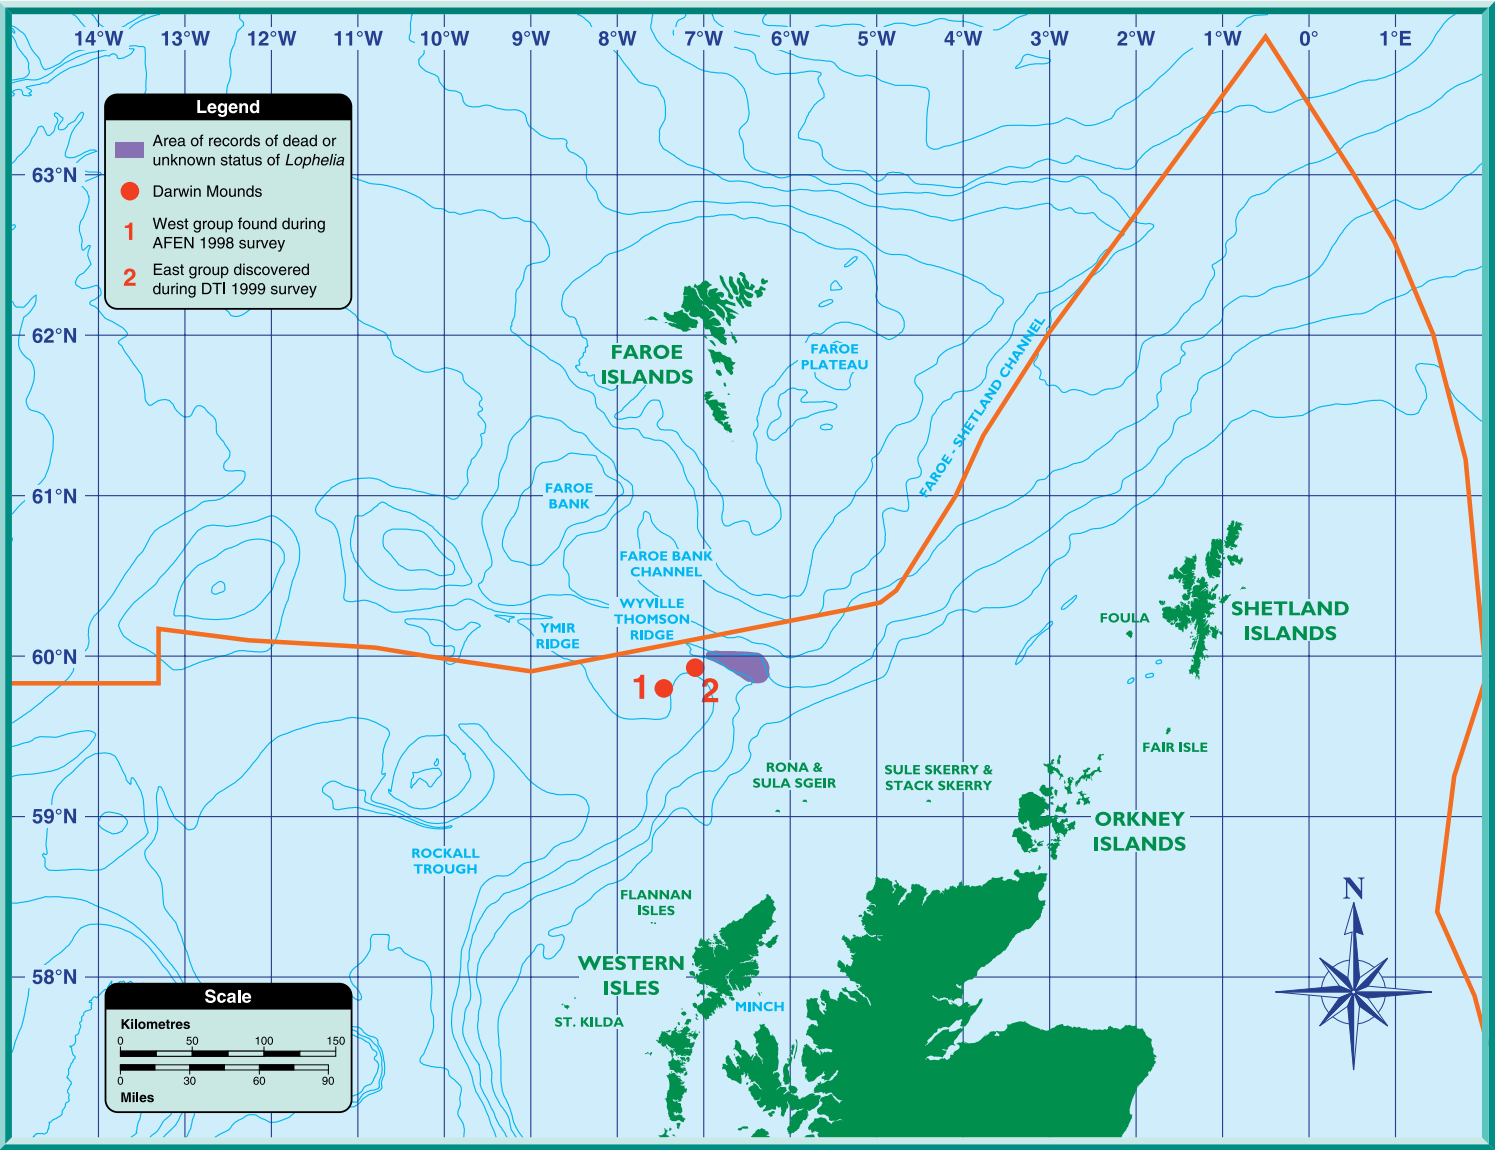 14°W 13°W 12°W 11°W 10°W 9°W 8°W 7°W 6°W 5°W 4°W 3°W 2°W 1°W 0° 1°E
Legend
Area of records of dead or
unknown status of Lophelia
Darwin Mounds
1 West group found during
AFEN 1998 survey
2 East group discovered
during DTI 1999 survey
63°N
62°N
61°N
60°N
59°N
58°N
FAROE
ISLANDS
FAROE
PLATEAU
FAROE - SHETLAND CHANNEL
FAROE
BANK
FAROE BANK
CHANNEL
WYVILLE
THOMSON
RIDGE
YMIR
RIDGE
FOULA
SHETLAND
ISLANDS
1
2
FAIR ISLE
RONA &
SULA SGEIR
SULE SKERRY &
STACK SKERRY
ORKNEY
ISLANDS
ROCKALL
TROUGH
FLANNAN
ISLES
WESTERN
ISLES
ST. KILDA
MINCH
N
Scale
Kilometres
0 50 100 150
0 30 60 90
Miles